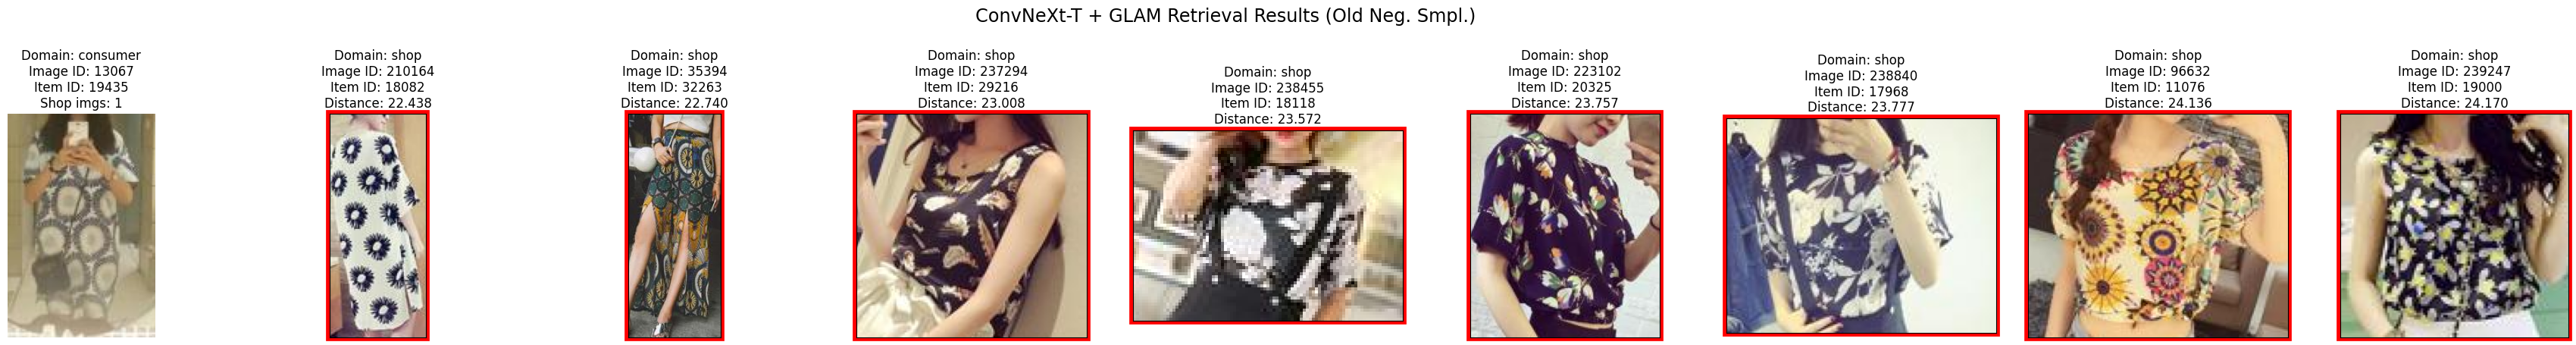 ConvNeXt-T + GLAM Retrieval Results (Old Neg. Smpl.)
Domain: consumer
Image ID: 13067
Item ID: 19435
Shop imgs: 1
Domain: shop
Image ID: 210164
Item ID: 18082
Distance: 22.438
Domain: shop
Image ID: 35394
Item ID: 32263
Distance: 22.740
Domain: shop
Image ID: 237294
Item ID: 29216
Distance: 23.008
Domain: shop
Image ID: 238455
Item ID: 18118
Distance: 23.572
Domain: shop
Image ID: 223102
Item ID: 20325
Distance: 23.757
Domain: shop
Image ID: 238840
Item ID: 17968
Distance: 23.777
Domain: shop
Image ID: 96632
Item ID: 11076
Distance: 24.136
Domain: shop
Image ID: 239247
Item ID: 19000
Distance: 24.170